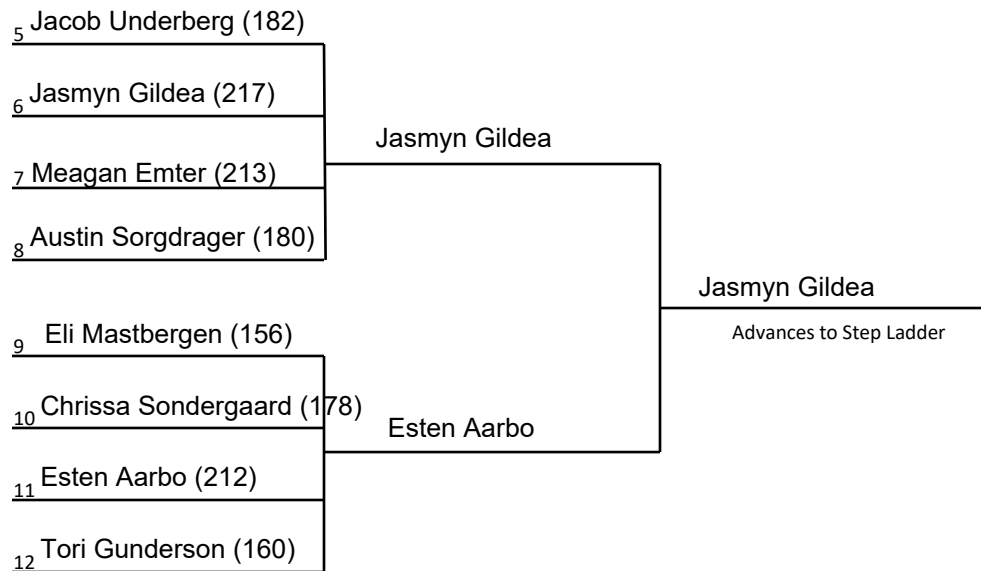 5 Jacob Underberg (182)
6 Jasmyn Gildea (217)
7 Meagan Emter (213)
8 Austin Sorgdrager (180)
Jasmyn Gildea
9 Eli Mastbergen (156)
10 Chrissa Sondergaard (178)
11 Esten Aarbo (212)
12 Tori Gunderson (160)
Esten Aarbo
Jasmyn Gildea
Advances to Step Ladder